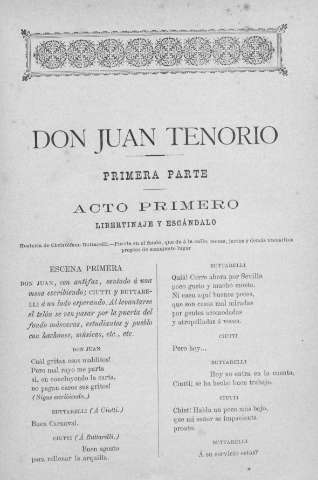 DON JUAN TENORIO
PRIMERA PARTE
ACTO PRIMERO
LIBERTINAJE Y ESCÁNDALO
Hostería de Christófano Buttarelli.—Puerta en el fondo, que da á la calle; mesas, jarros y demás utensilios
propios de semejante lugar
ESCENA PRIMERA
DON JUAN, con antifaz, sentado á una
mesa escribiendo; CIUTTI y BUTTARE-
LLI á un lado esperando. Al levantarse
el telón se ven pasar por la puerta del
fondo máscaras, estudiantes y pueblo
con hachones, músicas, etc., etc.
DON JUAN
Cuál gritan esos malditos!
Pero mal rayo me parta
si, en concluyendo la carta,
no pagan caros sus gritos!
(Sigue escribiendo.)
BUTTARELLI (Á Ciutti.)
Buen Carnaval.
CIUTTI (Á Buttarelli.)
Buen agosto
para rellenar la arquilla.
BUTTARELLI
Quiá! Corre ahora por Sevilla
poco gusto y mucho mosto.
Ni caen aquí buenos peces,
que son casas mal miradas
por gentes acomodadas
y atropelladas á veces.
CIUTTI
Pero hoy...
BUTTARELLI
Hoy no entra en la cuenta,
Ciutti; se ha hecho buen trabajo.
CIUTTI
Chist! Habla un poco más bajo,
que mi señor se impacienta
pronto.
BUTTARELLI
Á su servicio estás?